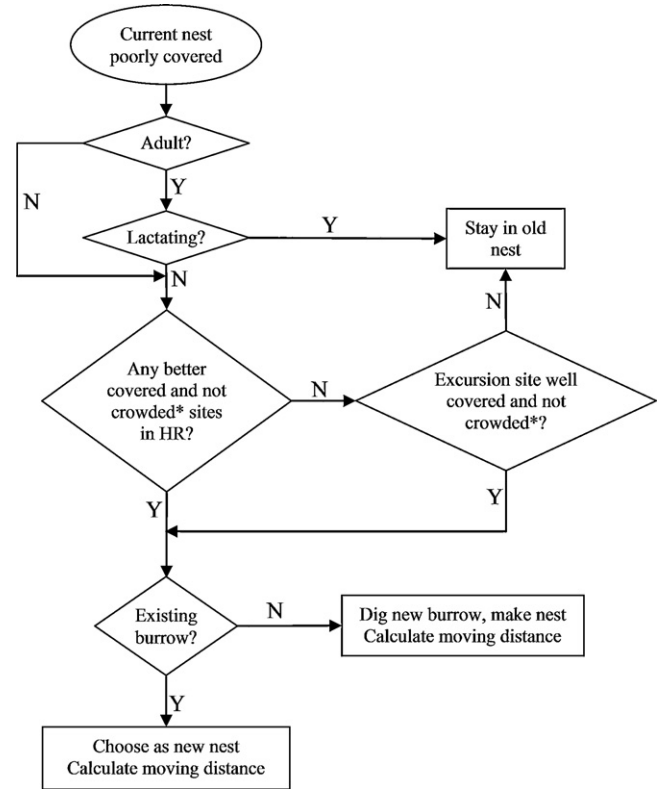 Current nest
poorly covered
Adult?
N
Y
Lactating?
Y
Stay in old
nest
N
N
Any better
covered and not
crowded* sites
in HR?
N
Excursion site well
covered and not
crowded*?
Y
Y
Existing
burrow?
N
Dig new burrow, make nest
Calculate moving distance
Y
Choose as new nest
Calculate moving distance